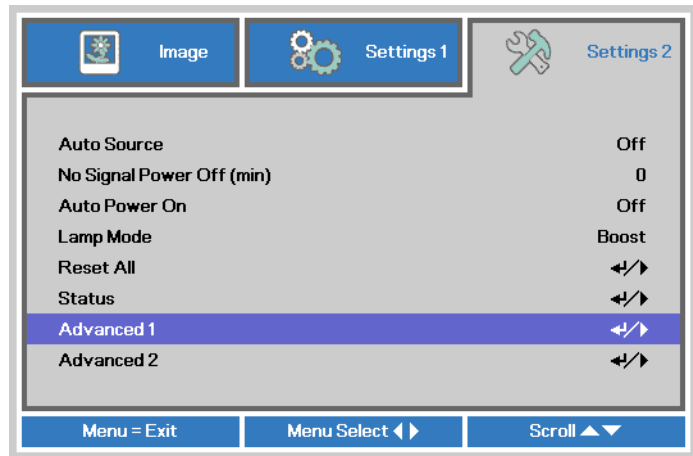 Image Settings 1 Settings 2
Auto Source Off
No Signal Power Off (min) 0
Auto Power On Off
Lamp Mode Boost
Reset All ↵/▶
Status ↵/▶
Advanced 1 ↵/▶
Advanced 2 ↵/▶
Menu = Exit Menu Select ◀▶ Scroll ▲▼